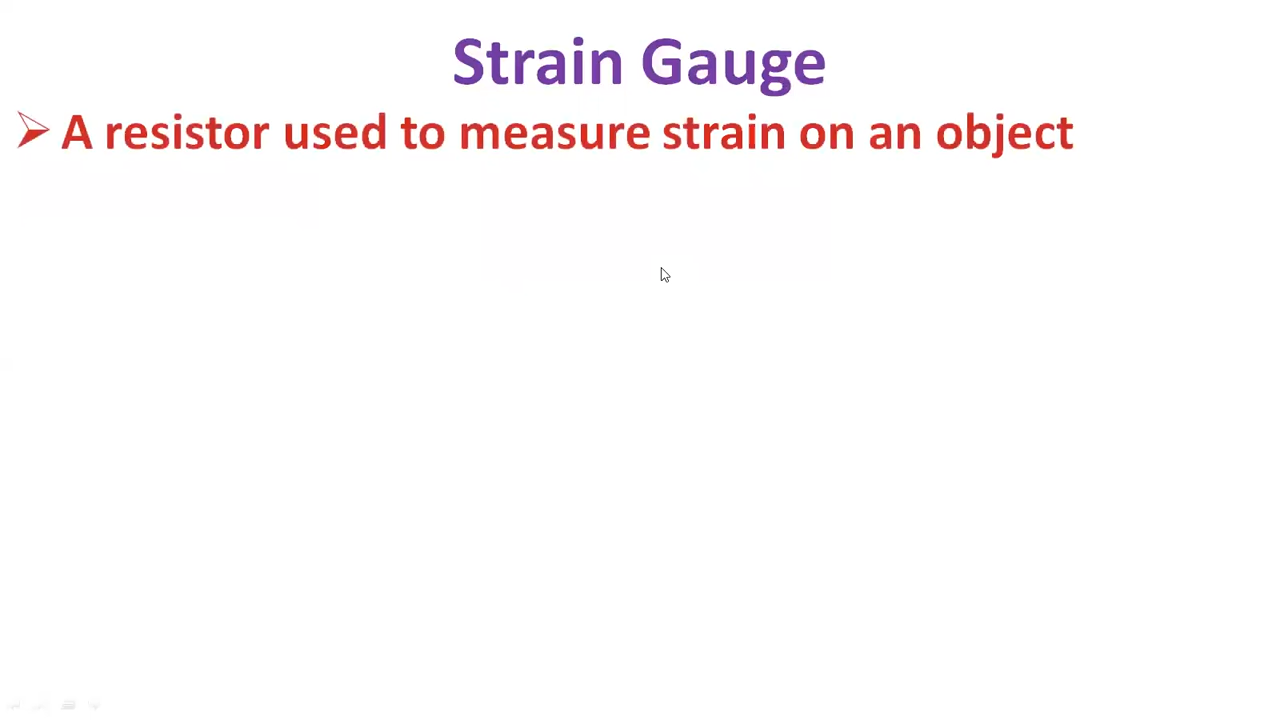 Strain Gauge
A resistor used to measure strain on an object